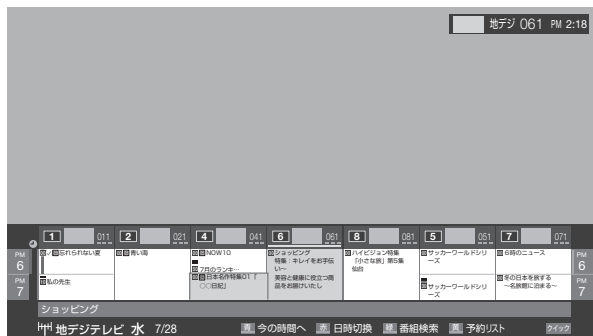 地デジ 061 PM 2:18
1 011 2 021 4 041 6 061 8 081 5 051 7 071
PM 6
忘れられない夏
私の先生
青い海
NOW10
7月のランキ…
日本名作特集01「
○○日記」
ショッピング
特集：キレイをお手伝
い～
美容と健康に役立つ商
品をお届けいたし
ハイビジョン特集
「小さな旅」第5集
仙台
サッカーワールドシリ
ーズ
サッカーワールドシリ
ーズ
6時のニュース
冬の日本を旅する
～名旅館に泊まる～
PM 6
PM 7
PM 7
ショッピング
地デジテレビ 水 7/28 青 今の時間へ 赤 日時切換 緑 番組検索 黄 予約リスト クイック